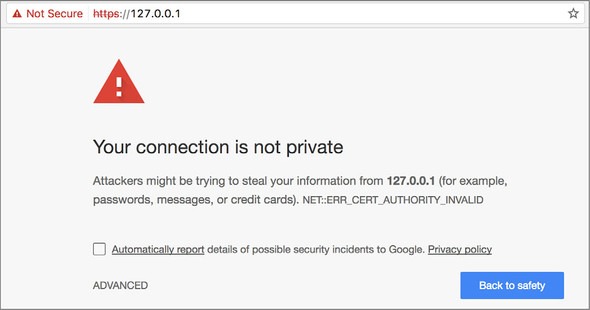 Not Secure https://127.0.0.1
!
Your connection is not private
Attackers might be trying to steal your information from 127.0.0.1 (for example,
passwords, messages, or credit cards). NET::ERR_CERT_AUTHORITY_INVALID
Automatically report details of possible security incidents to Google. Privacy policy
ADVANCED Back to safety